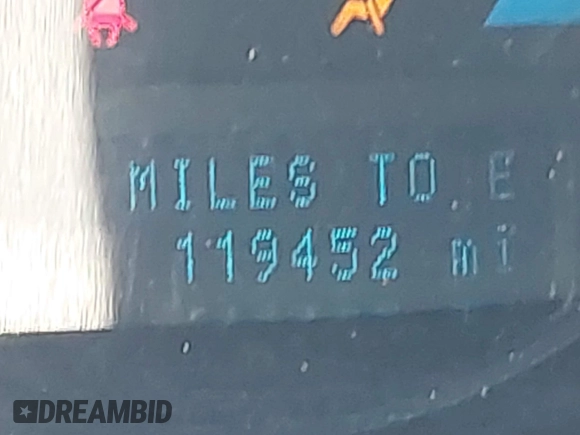 MILES TO E
119452 mi
DREAMBID